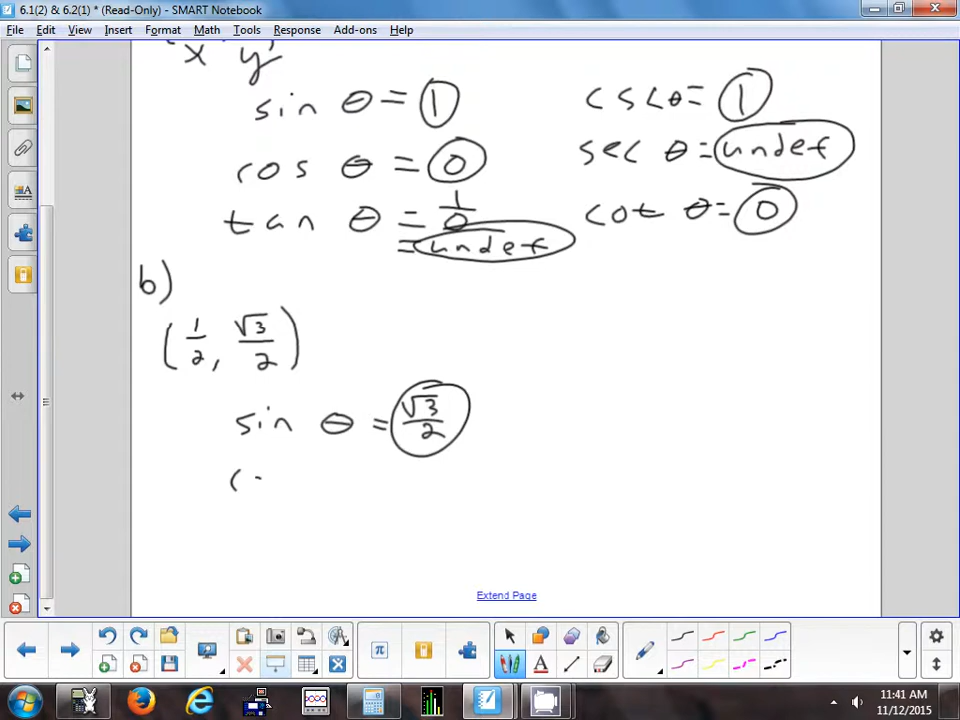 6.1(2) & 6.2(1) * (Read-Only) - SMART Notebook
File Edit View Insert Format Math Tools Response Add-ons Help
x y
sin θ = 1
csc θ = 1
cos θ = 0
sec θ = undef
tan θ = 1/0
= undef
cot θ = 0
b)
(1/2, √3/2)
sin θ = √3/2
Extend Page
11:41 AM
11/12/2015